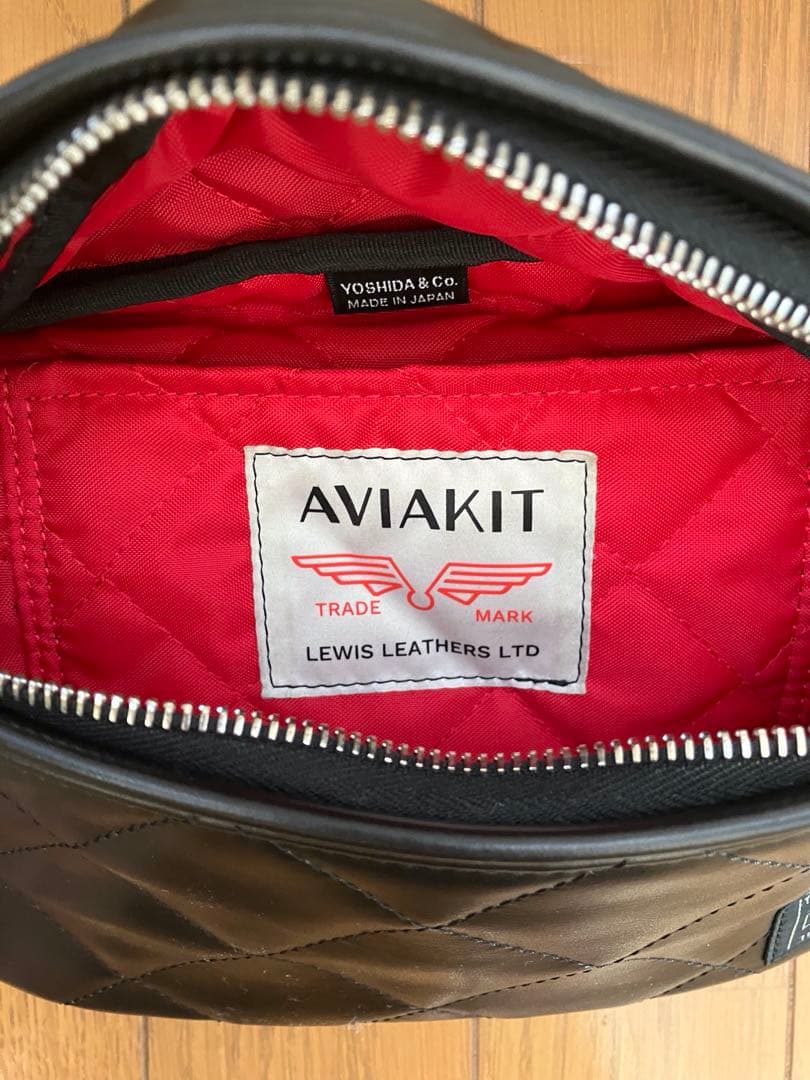 YOSHIDA & Co.
MADE IN JAPAN
AVIAKIT
TRADE MARK
LEWIS LEATHERS LTD